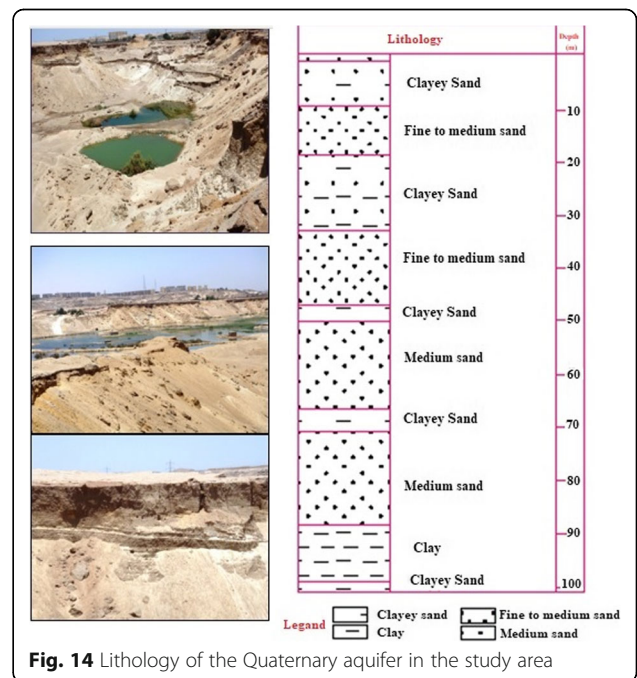 Lithology
Depth
(m)
Clayey Sand
10
Fine to medium sand
20
Clayey Sand
30
Fine to medium sand
40
Clayey Sand
50
Medium sand
60
Clayey Sand
70
Medium sand
80
90
Clay
Clayey Sand
100
Legand
Clayey sand
Fine to medium sand
Clay
Medium sand
Fig. 14 Lithology of the Quaternary aquifer in the study area